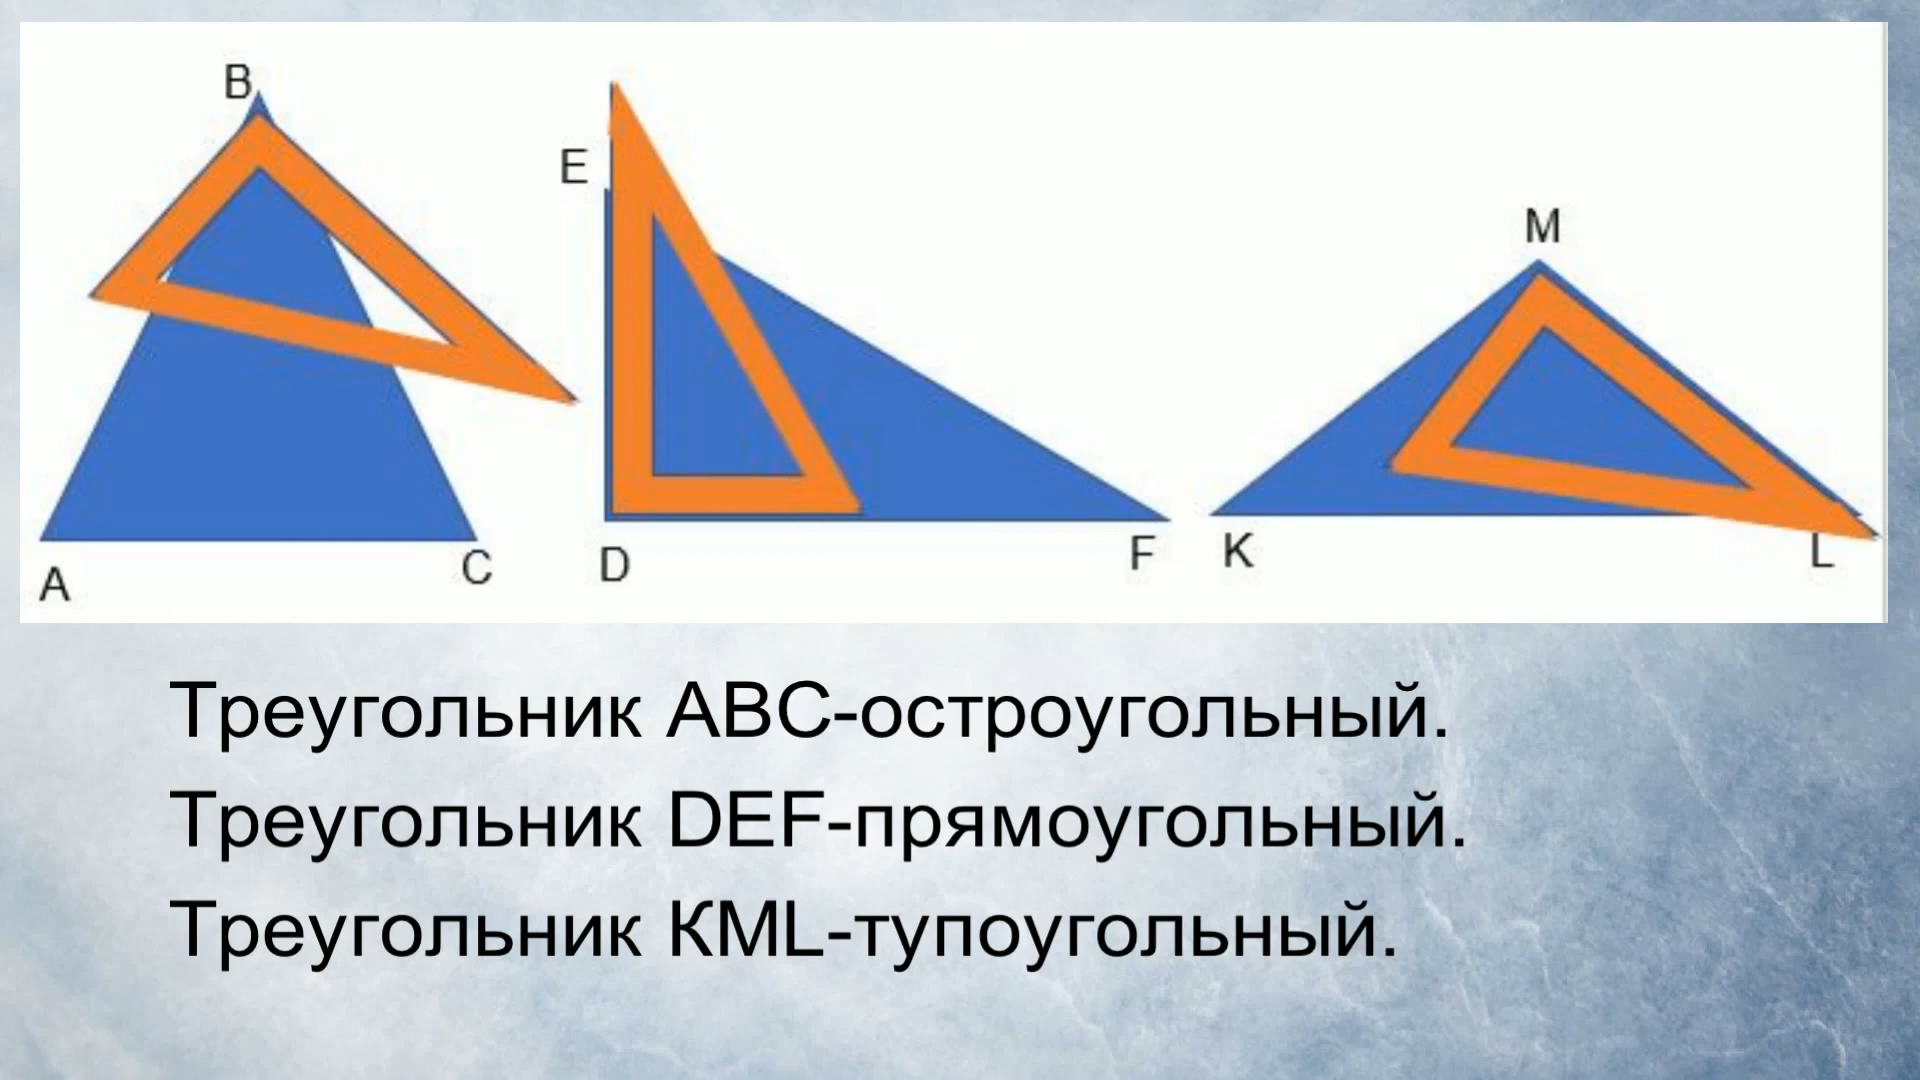 B
E
M
A
C
D
F
K
L
Треугольник ABC-остроугольный.
Треугольник DEF-прямоугольный.
Треугольник KML-тупоугольный.